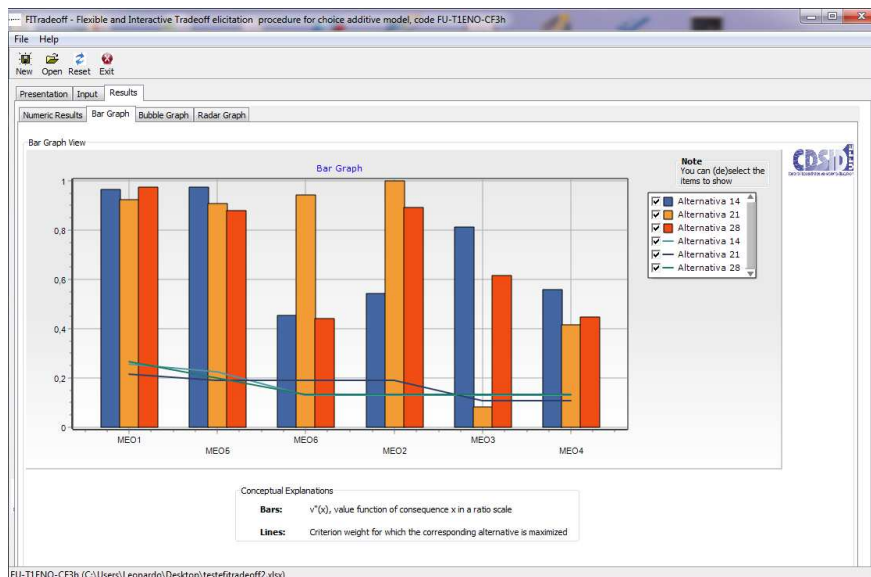 FITradeoff - Flexible and Interactive Tradeoff elicitation procedure for choice additive model, code FU-T1ENO-CF3h
File Help
New Open Reset Exit
Presentation Input Results
Numeric Results Bar Graph Bubble Graph Radar Graph
Bar Graph View
Bar Graph
Note
You can (de)select the
items to show
CDSID
Alternativa 14
Alternativa 21
Alternativa 28
Alternativa 14
Alternativa 21
Alternativa 28
1
0,8
0,6
0,4
0,2
0
MEO1
MEO5
MEO6
MEO2
MEO3
MEO4
Conceptual Explanations
Bars: v"(x), value function of consequence x in a ratio scale
Lines: Criterion weight for which the corresponding alternative is maximized
FU-T1ENO-CF3h (C:\Users\Leonardo\Desktop\testefitradeoff2.xlsx)